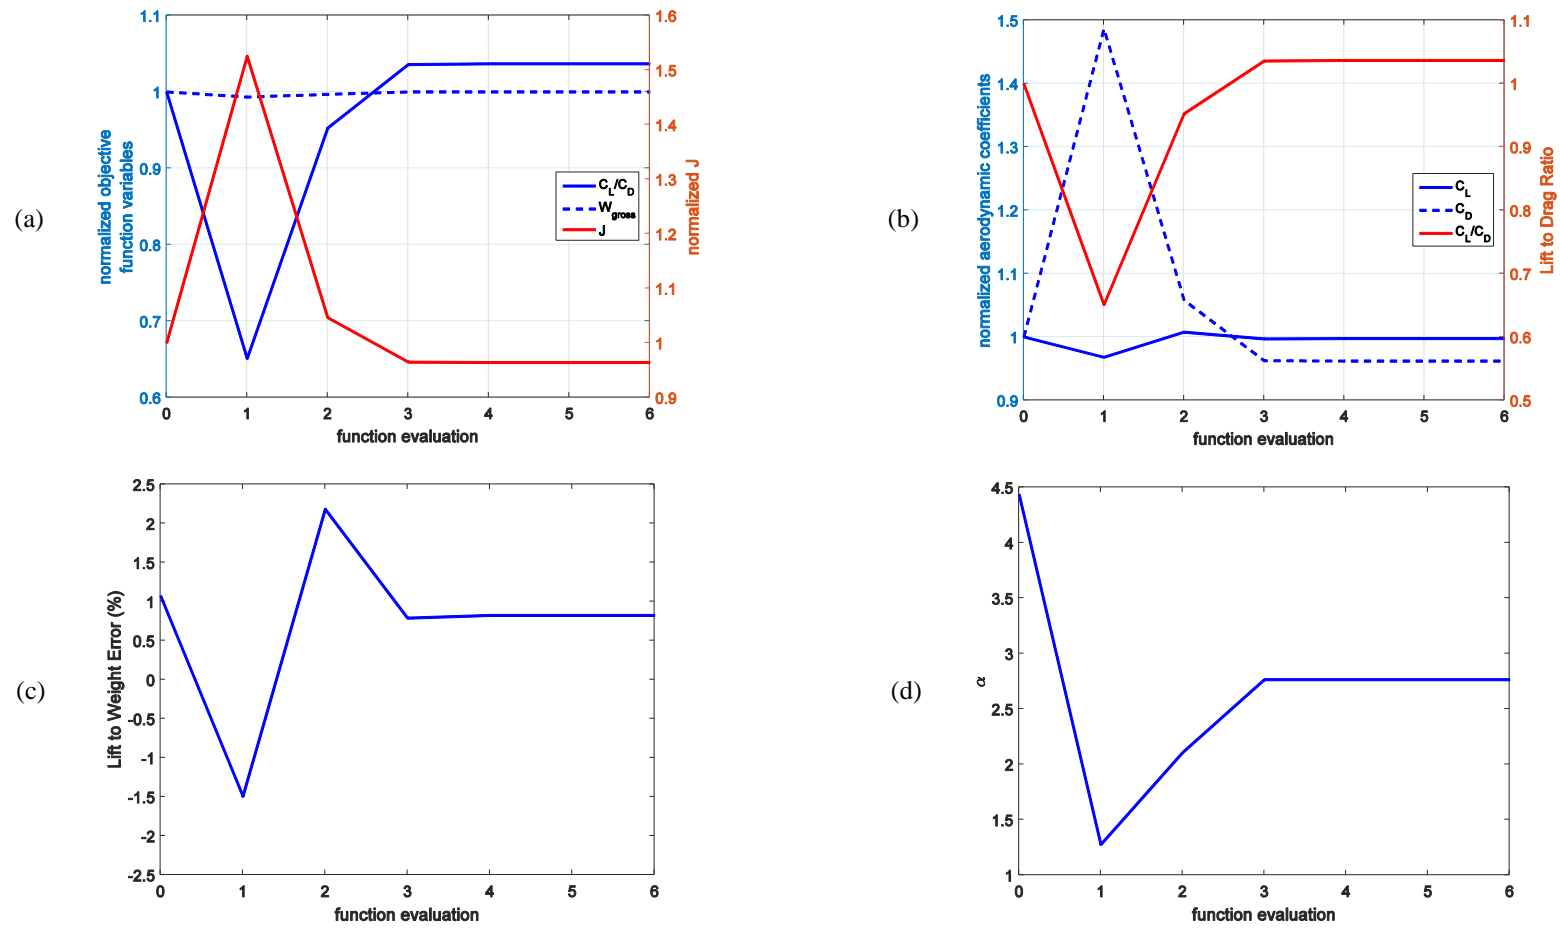 (a)
1.1
1
0.9
0.8
0.7
0.6
normalized objective
function variables
1.6
1.5
1.4
1.3
1.2
1.1
1
0.9
normalized J
C_L/C_D
W_gross
J
0 1 2 3 4 5 6
function evaluation
(b)
1.5
1.4
1.3
1.2
1.1
1
0.9
normalized aerodynamic coefficients
1.1
1
0.9
0.8
0.7
0.6
0.5
Lift to Drag Ratio
C_L
C_D
C_L/C_D
0 1 2 3 4 5 6
function evaluation
(c)
2.5
2
1.5
1
0.5
0
-0.5
-1
-1.5
-2
-2.5
Lift to Weight Error (%)
0 1 2 3 4 5 6
function evaluation
(d)
4.5
4
4.5
3
2.5
2
1.5
1
α
0 1 2 3 4 5 6
function evaluation